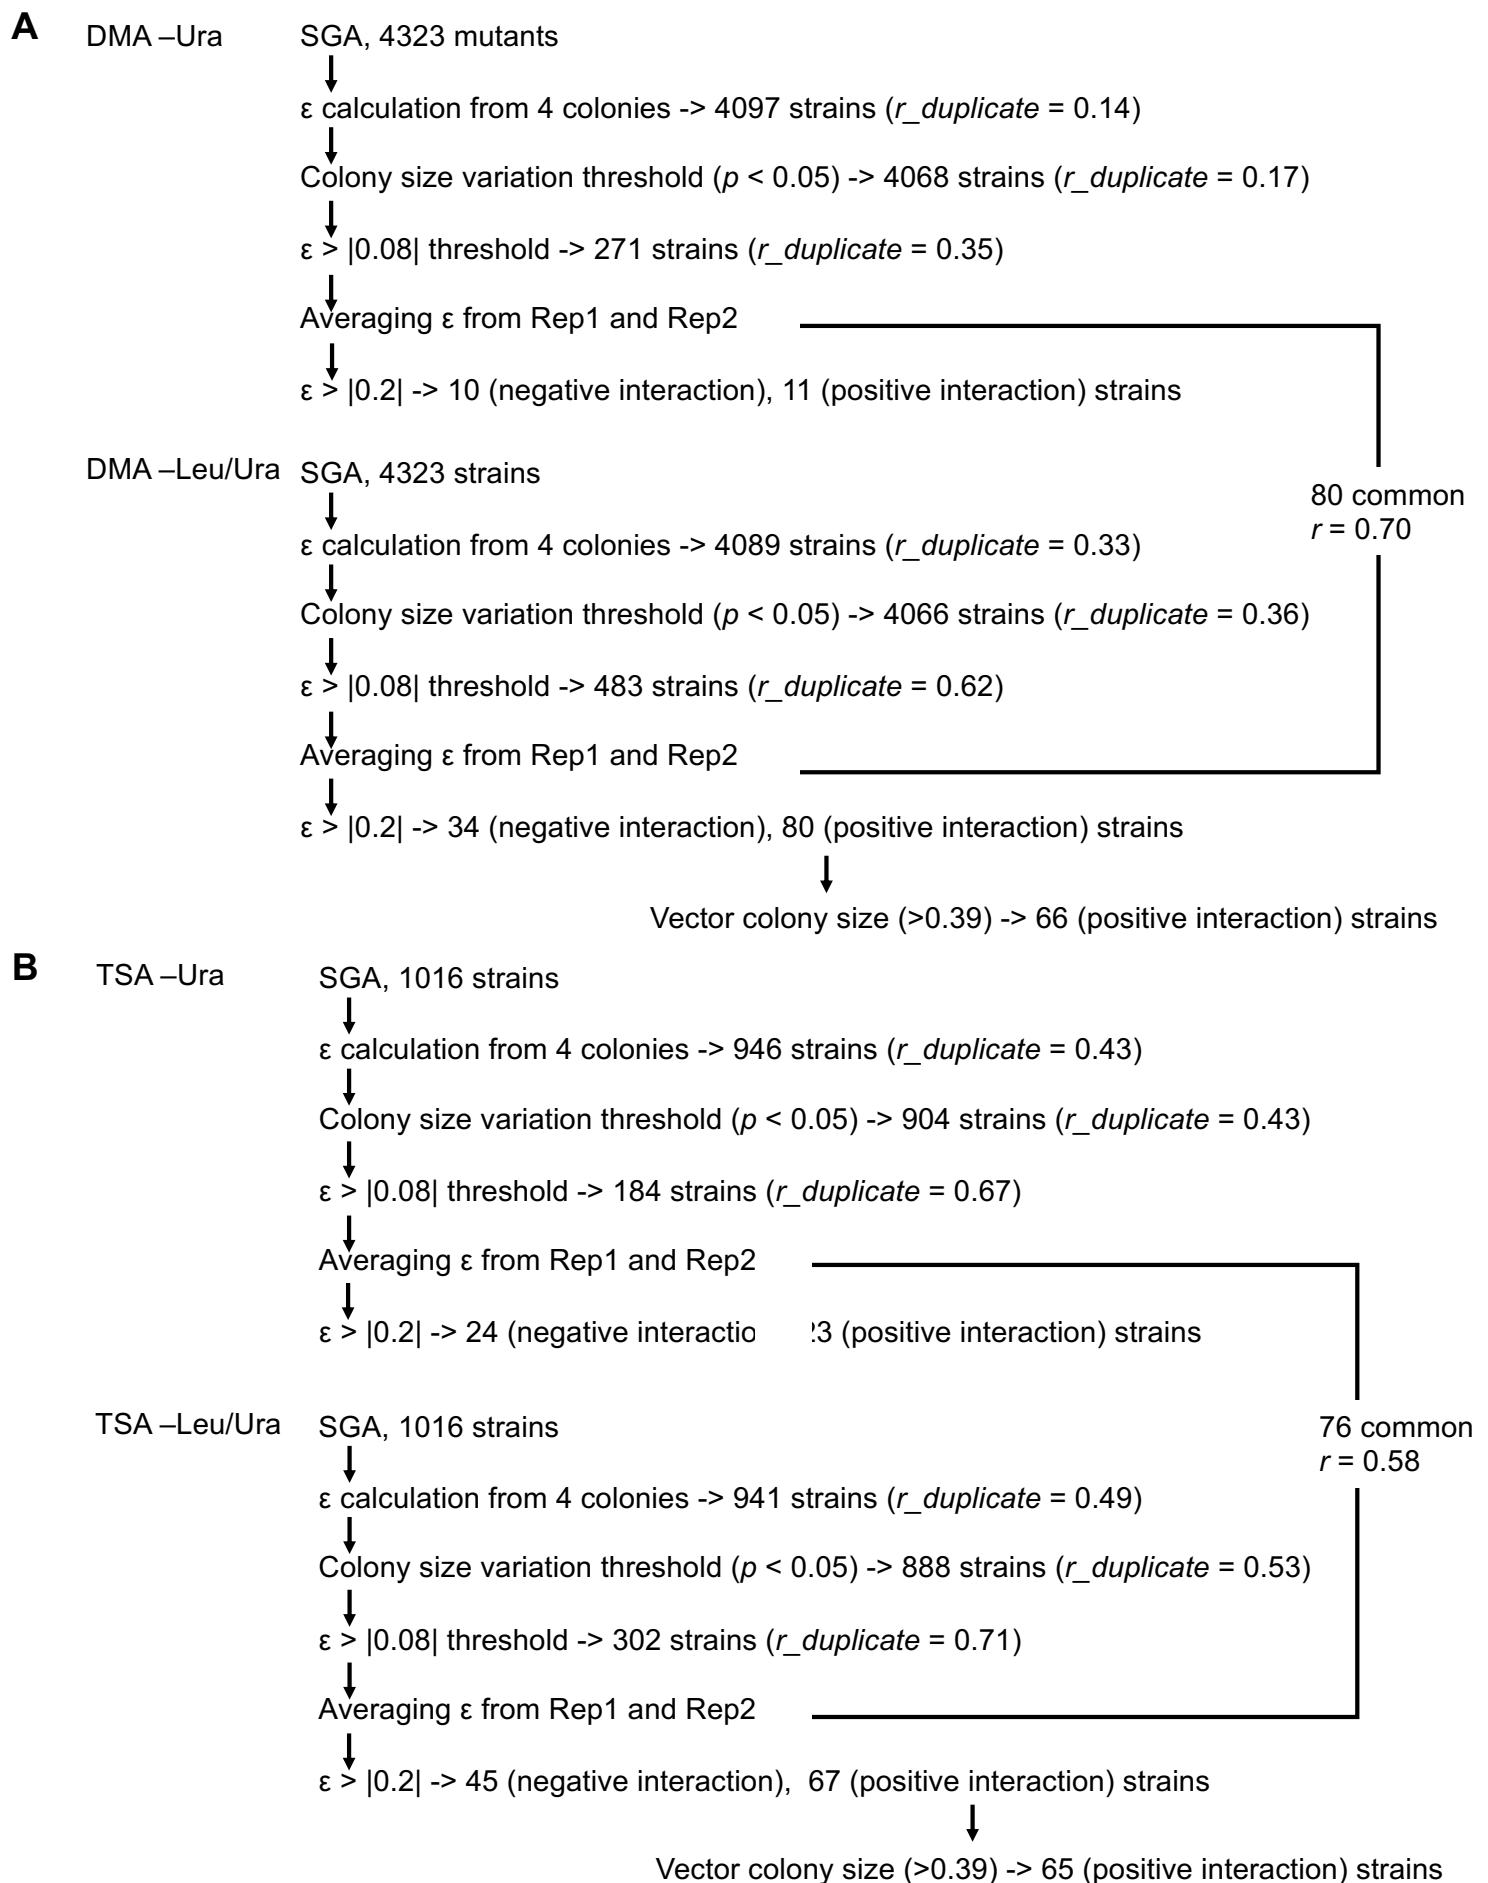 A
DMA –Ura
SGA, 4323 mutants
ε calculation from 4 colonies -> 4097 strains (r_duplicate = 0.14)
Colony size variation threshold (p < 0.05) -> 4068 strains (r_duplicate = 0.17)
ε > |0.08| threshold -> 271 strains (r_duplicate = 0.35)
Averaging ε from Rep1 and Rep2
ε > |0.2| -> 10 (negative interaction), 11 (positive interaction) strains
DMA –Leu/Ura
SGA, 4323 strains
ε calculation from 4 colonies -> 4089 strains (r_duplicate = 0.33)
Colony size variation threshold (p < 0.05) -> 4066 strains (r_duplicate = 0.36)
ε > |0.08| threshold -> 483 strains (r_duplicate = 0.62)
Averaging ε from Rep1 and Rep2
ε > |0.2| -> 34 (negative interaction), 80 (positive interaction) strains
Vector colony size (>0.39) -> 66 (positive interaction) strains
80 common
r = 0.70
B
TSA –Ura
SGA, 1016 strains
ε calculation from 4 colonies -> 946 strains (r_duplicate = 0.43)
Colony size variation threshold (p < 0.05) -> 904 strains (r_duplicate = 0.43)
ε > |0.08| threshold -> 184 strains (r_duplicate = 0.67)
Averaging ε from Rep1 and Rep2
ε > |0.2| -> 24 (negative interactio 3 (positive interaction) strains
TSA –Leu/Ura
SGA, 1016 strains
ε calculation from 4 colonies -> 941 strains (r_duplicate = 0.49)
Colony size variation threshold (p < 0.05) -> 888 strains (r_duplicate = 0.53)
ε > |0.08| threshold -> 302 strains (r_duplicate = 0.71)
Averaging ε from Rep1 and Rep2
ε > |0.2| -> 45 (negative interaction), 67 (positive interaction) strains
Vector colony size (>0.39) -> 65 (positive interaction) strains
76 common
r = 0.58